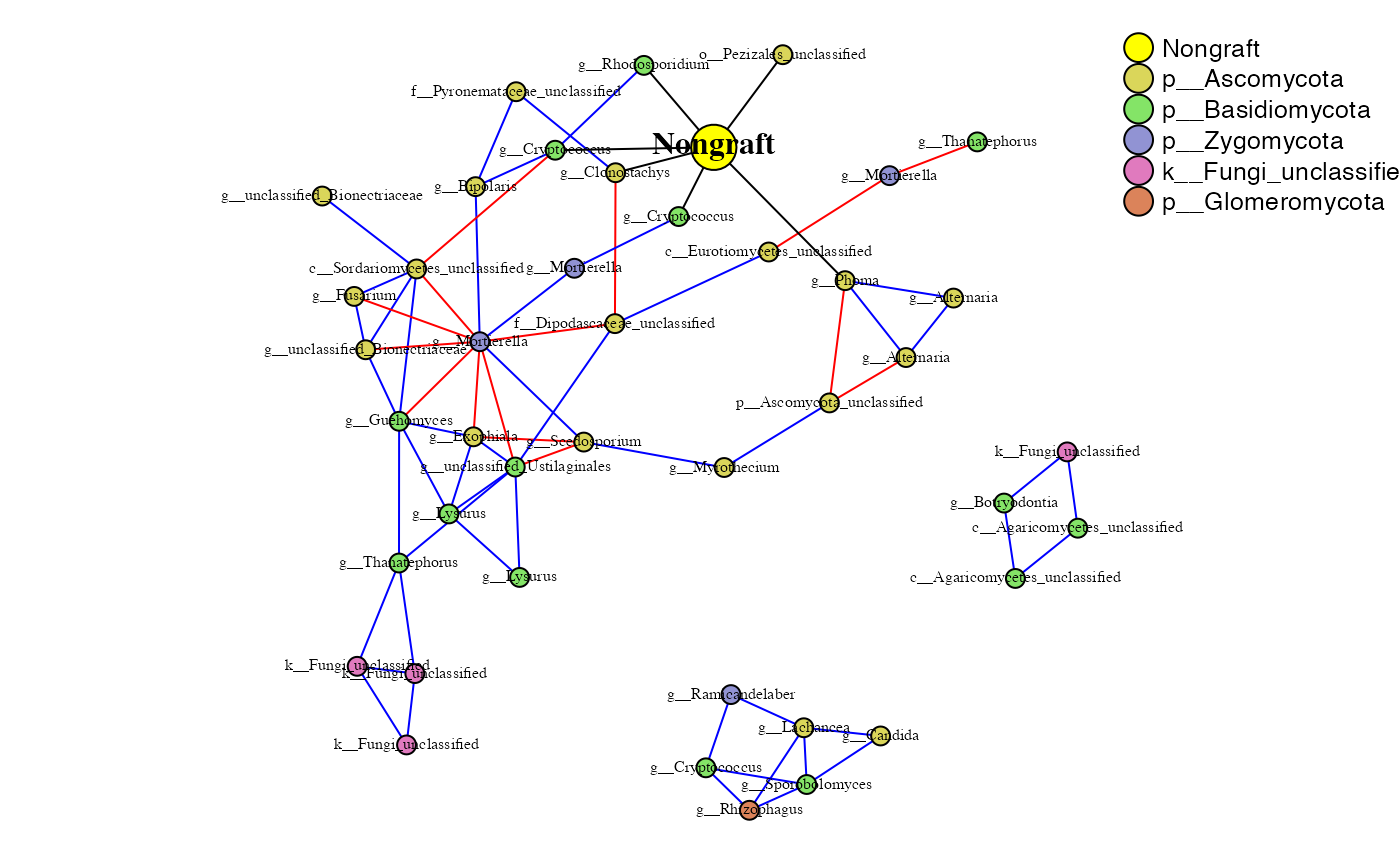 Nongraft
p__Ascomycota
p__Basidiomycota
p__Zygomycota
k__Fungi_unclassifie
p__Glomeromycota
o__Pezizales_unclassified
g__Rhodosporidium
f__Pyronemataceae_unclassified
Nongraft
g__Cryptococcus
g__Thanatephorus
g__Clonostachys
g__Mortierella
g__Bipolaris
g__unclassified_Bionectriaceae
g__Cryptococcus
c__Eurotiomycetes_unclassified
c__Sordariomycetes_unclassified
g__Mortierella
g__Phoma
g__Fusarium
g__Alternaria
f__Dipodascaceae_unclassified
g__Mortierella
g__unclassified_Bionectriaceae
g__Alternaria
p__Ascomycota_unclassified
g__Guehomyces
g__Exophiala
g__Scedosporium
k__Fungi_unclassified
g__unclassified_Ustilaginales
g__Myrothecium
g__Botryodontia
g__Lysurus
c__Agaricomycetes_unclassified
g__Thanatephorus
g__Lysurus
c__Agaricomycetes_unclassified
k__Fungi_unclassified
k__Fungi_unclassified
g__Ramicandelaber
g__Lachancea
g__Candida
k__Fungi_unclassified
g__Cryptococcus
g__Sporobolomyces
g__Rhizophagus